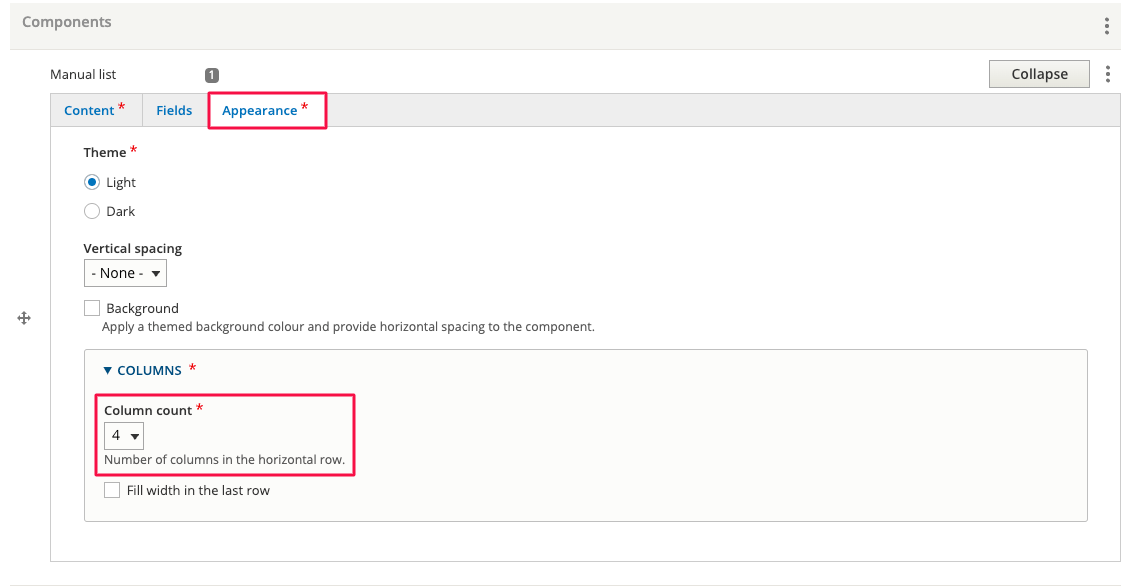 Components
Manual list 1 Collapse
Content * Fields Appearance *
Theme *
Light
Dark
Vertical spacing
- None -
Background
Apply a themed background colour and provide horizontal spacing to the component.
COLUMNS *
Column count *
4
Number of columns in the horizontal row.
Fill width in the last row